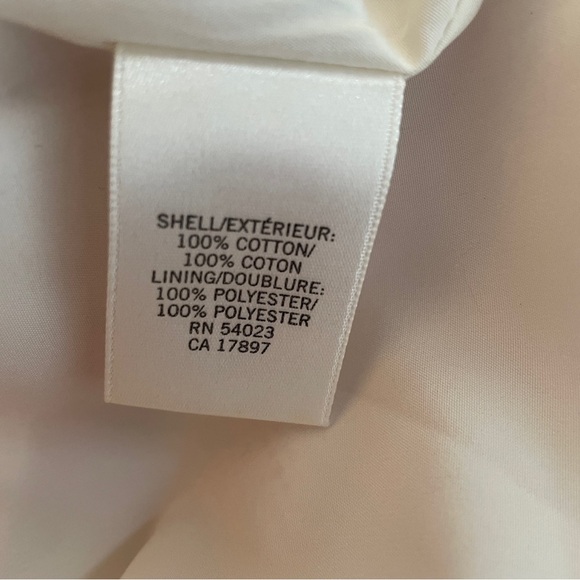 SHELL/EXTÉRIEUR:
100% COTTON/
100% COTON
LINING/DOUBLURE:
100% POLYESTER/
100% POLYESTER
RN 54023
CA 17897